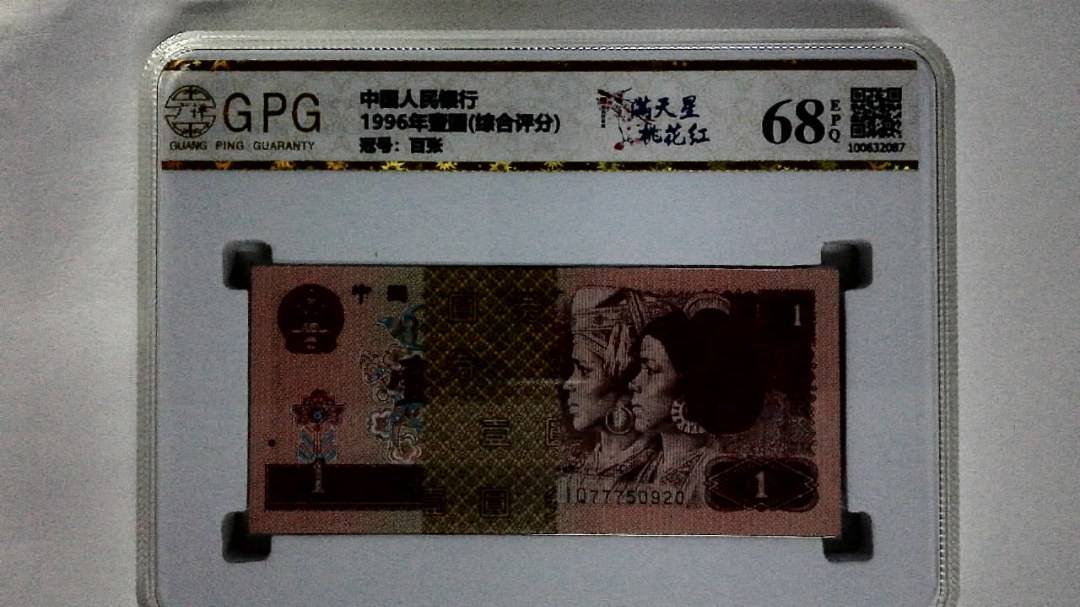 GPG
GUANG PING GUARANTY
中国人民银行
1996年壹圆(综合评分)
冠号：百张
满天星
桃花红
68
EPQ
100632087
中国
1
壹
圆
1
IQ77750920
1